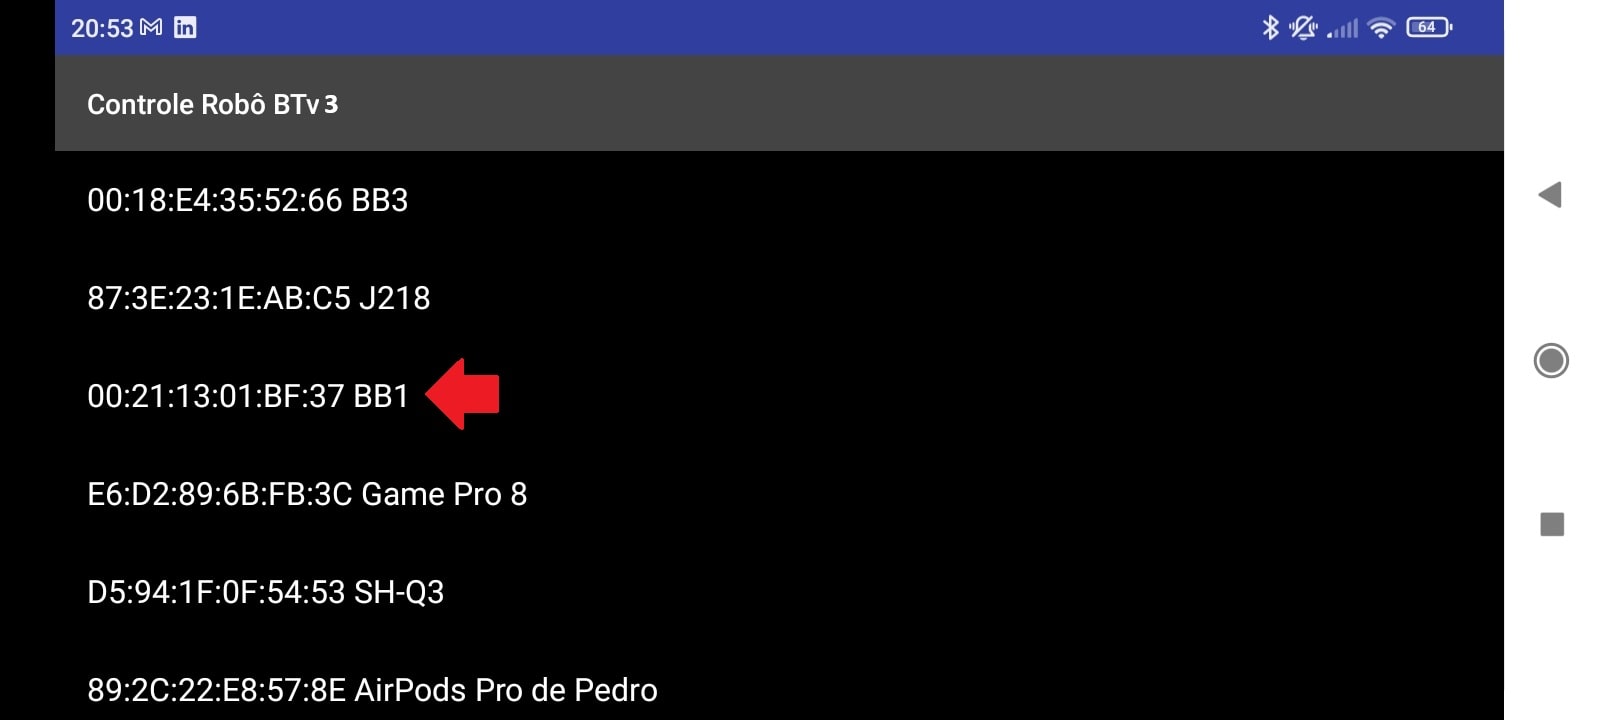 20:53
64
Controle Robô BTv 3
00:18:E4:35:52:66 BB3
87:3E:23:1E:AB:C5 J218
00:21:13:01:BF:37 BB1
E6:D2:89:6B:FB:3C Game Pro 8
D5:94:1F:0F:54:53 SH-Q3
89:2C:22:E8:57:8E AirPods Pro de Pedro